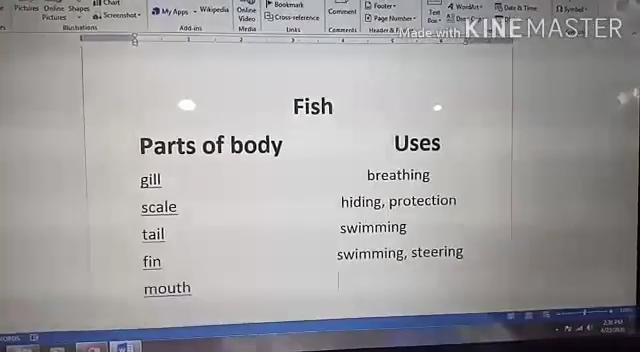 Chart
Pictures Online Pictures Shapes Screenshot
My Apps Wikipedia
Online Video
Bookmark
Cross-reference
Comment
Footer
Page Number
Text Box
WordArt
Date & Time
Symbol
Illustrations Add-ins Media Links Comments
Made with KINEMASTER
Fish
Parts of body Uses
gill breathing
scale hiding, protection
tail swimming
fin swimming, steering
mouth